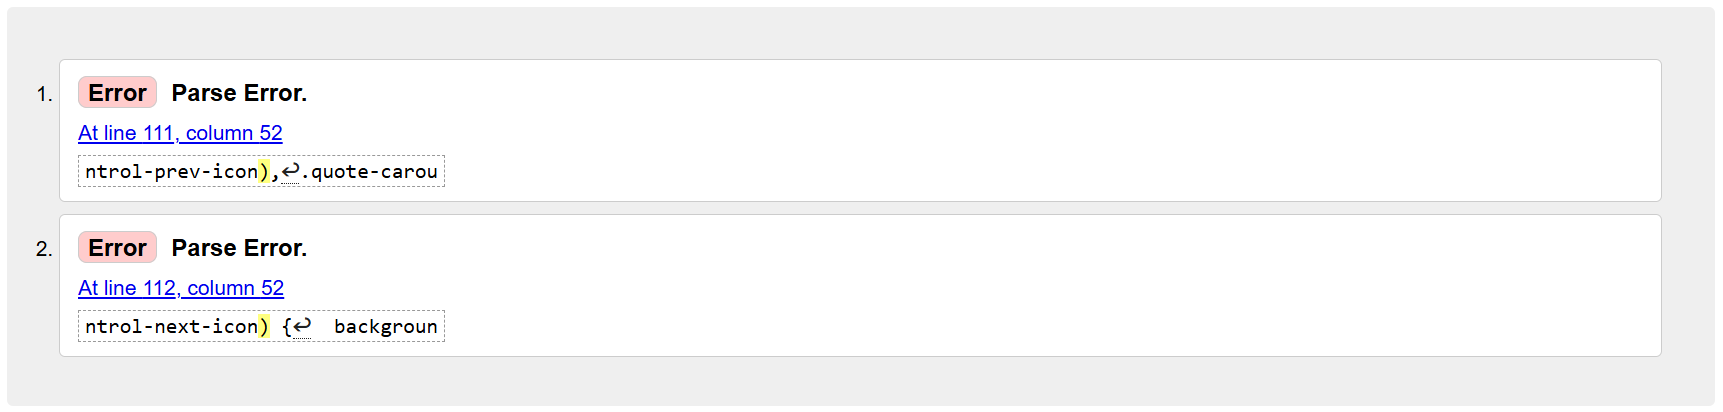 1. Error Parse Error.
At line 111, column 52
ntrol-prev-icon),↩.quote-carou
2. Error Parse Error.
At line 112, column 52
ntrol-next-icon) {↩  backgroun